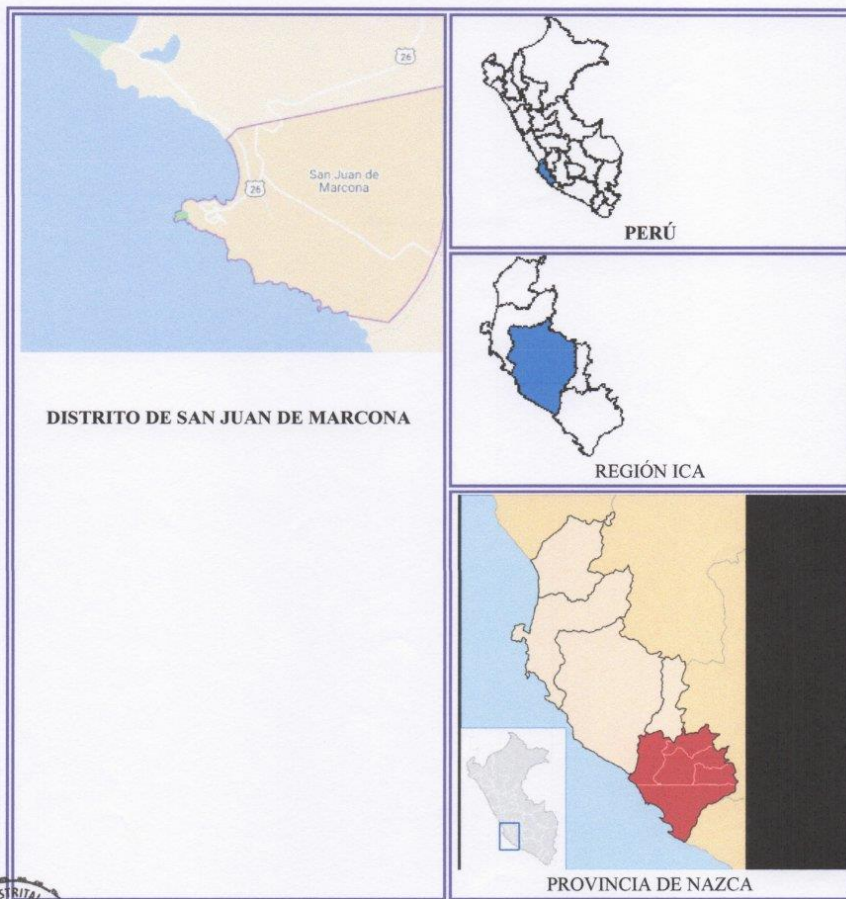 26
San Juan de
Marcona
26
DISTRITO DE SAN JUAN DE MARCONA
PERÚ
REGIÓN ICA
PROVINCIA DE NAZCA